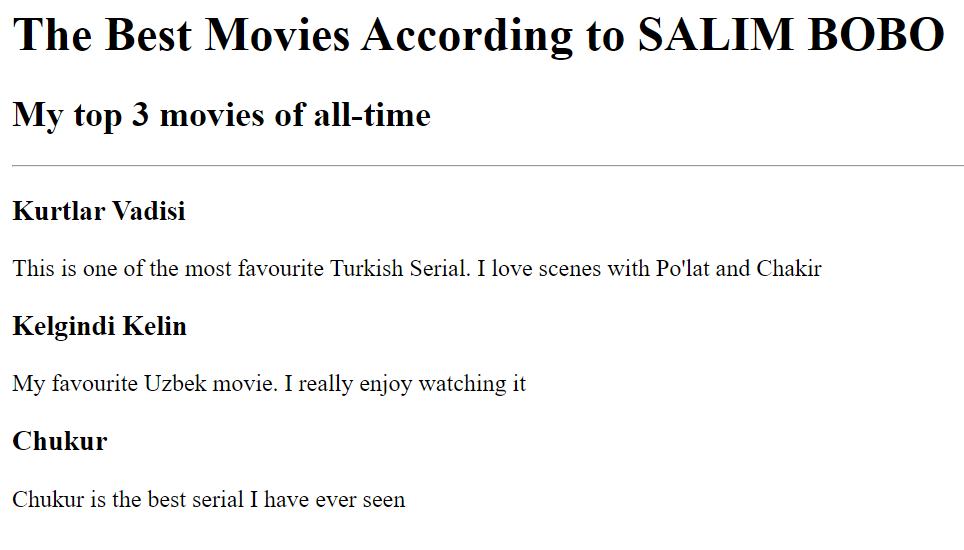 The Best Movies According to SALIM BOBO
My top 3 movies of all-time
Kurtlar Vadisi
This is one of the most favourite Turkish Serial. I love scenes with Po'lat and Chakir
Kelgindi Kelin
My favourite Uzbek movie. I really enjoy watching it
Chukur
Chukur is the best serial I have ever seen